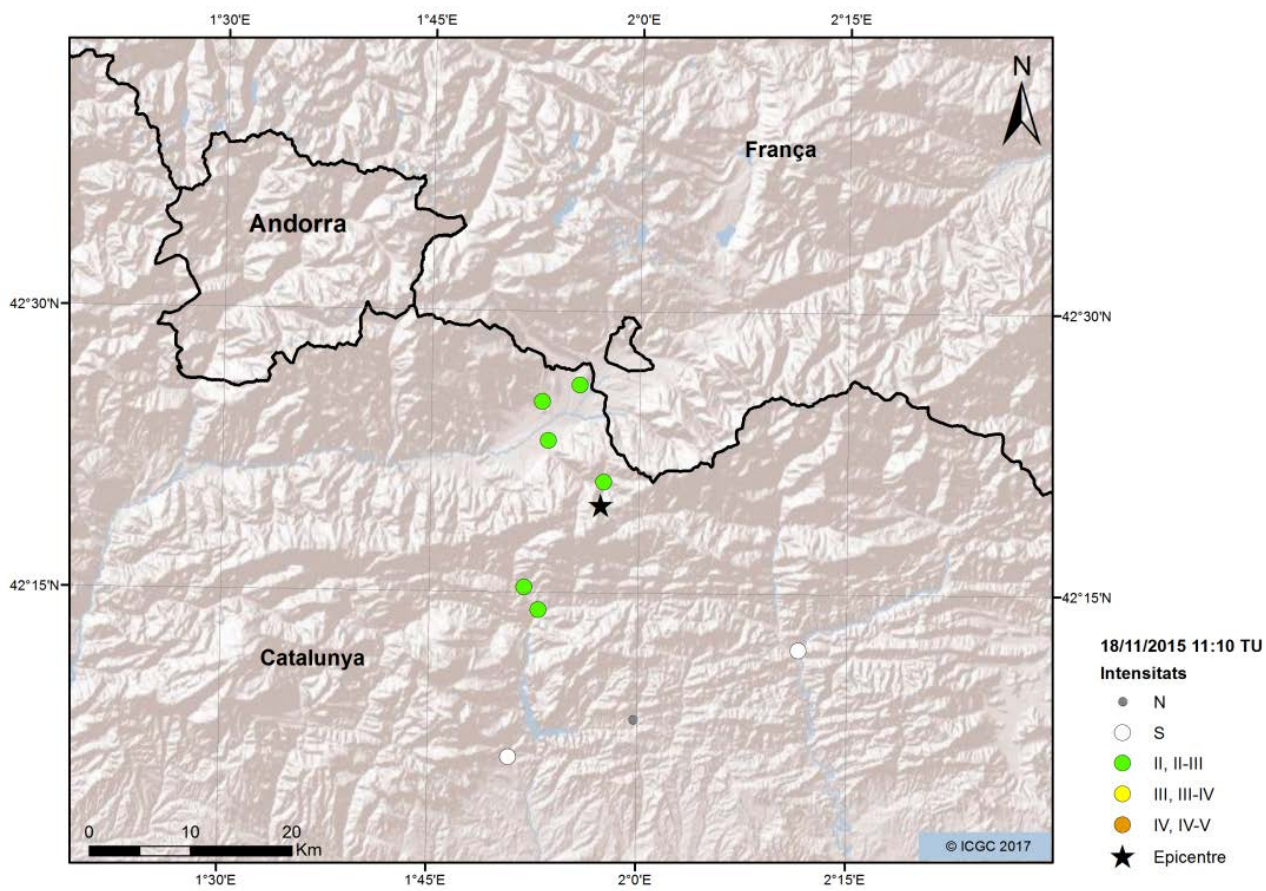 1°30'E 1°45'E 2°0'E 2°15'E
N
França
Andorra
42°30'N 42°30'N
42°15'N 42°15'N
Catalunya
18/11/2015 11:10 TU
Intensitats
N
S
II, II-III
III, III-IV
IV, IV-V
Epicentre
0 10 20
Km
© ICGC 2017
1°30'E 1°45'E 2°0'E 2°15'E